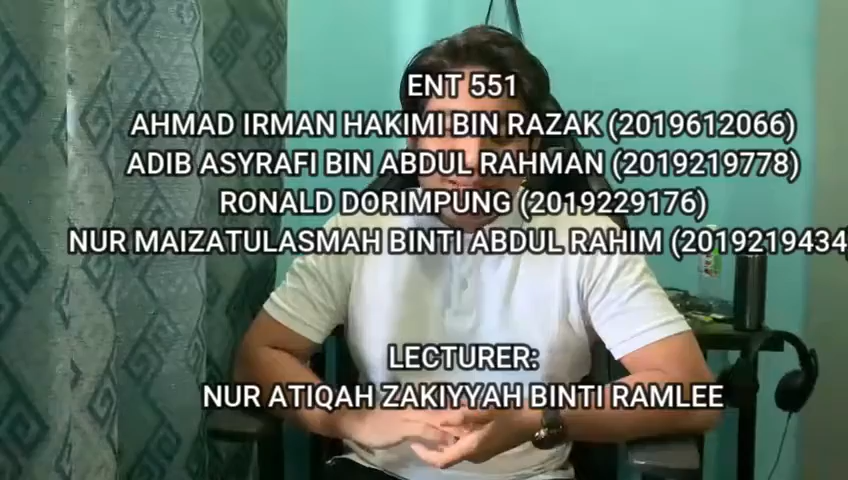 ENT 551
AHMAD IRMAN HAKIMI BIN RAZAK (2019612066)
ADIB ASYRAFI BIN ABDUL RAHMAN (2019219778)
RONALD DORIMPUNG (2019229176)
NUR MAIZATULASMAH BINTI ABDUL RAHIM (2019219434)
LECTURER:
NUR ATIQAH ZAKIYYAH BINTI RAMLEE